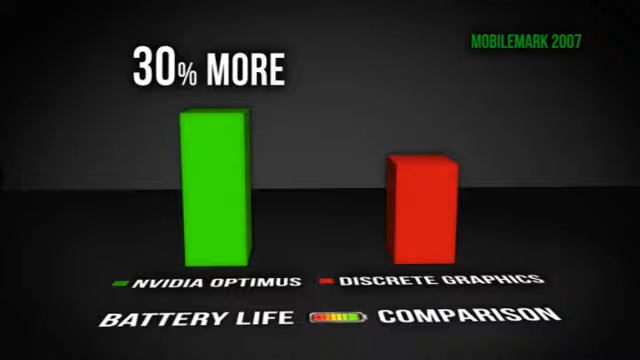 MOBILEMARK 2007
30% MORE
NVIDIA OPTIMUS
DISCRETE GRAPHICS
BATTERY LIFE COMPARISON